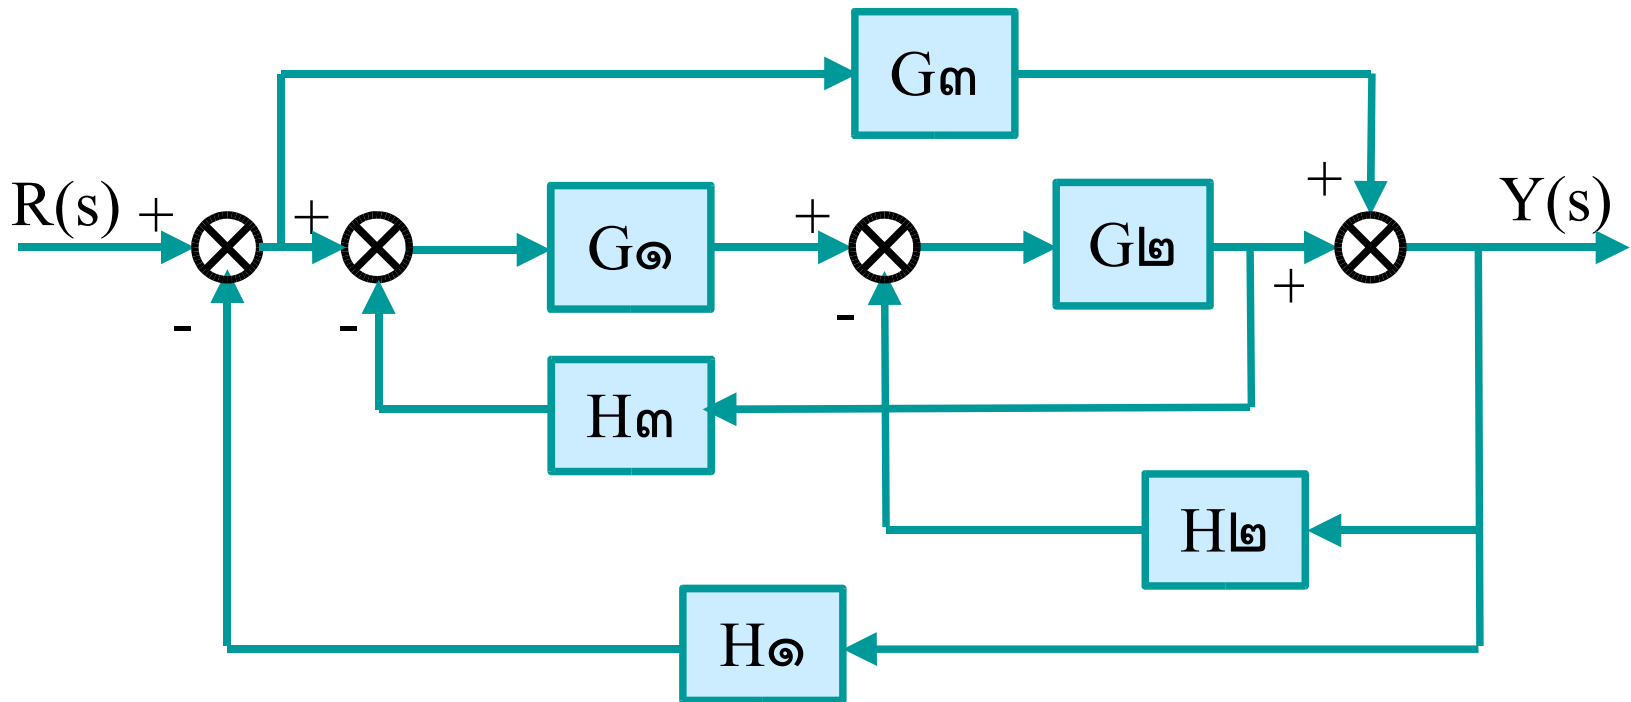 G๓
R(s) + + G๑ + G๒ + Y(s)
+
- - -
H๓
H๒
H๑